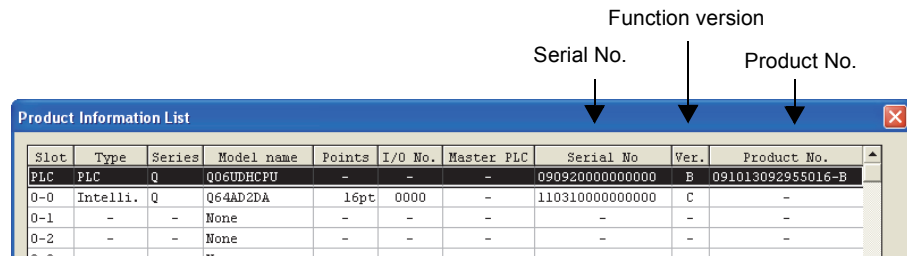 Function version
Serial No.
Product No.
Product Information List
Slot Type Series Model name Points I/O No. Master PLC Serial No Ver. Product No.
PLC PLC Q Q06UDHCPU - - - 090920000000000 B 091013092955016-B
0-0 Intelli. Q Q64AD2DA 16pt 0000 - 110310000000000 C -
0-1 - - None - - - - - -
0-2 - - None - - - - - -